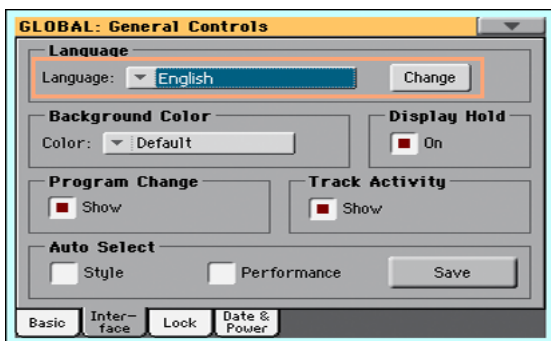 GLOBAL: General Controls
Language
Language: English Change
Background Color
Color: Default
Display Hold
On
Program Change
Show
Track Activity
Show
Auto Select
Style Performance Save
Basic
Inter-
face
Lock
Date &
Power